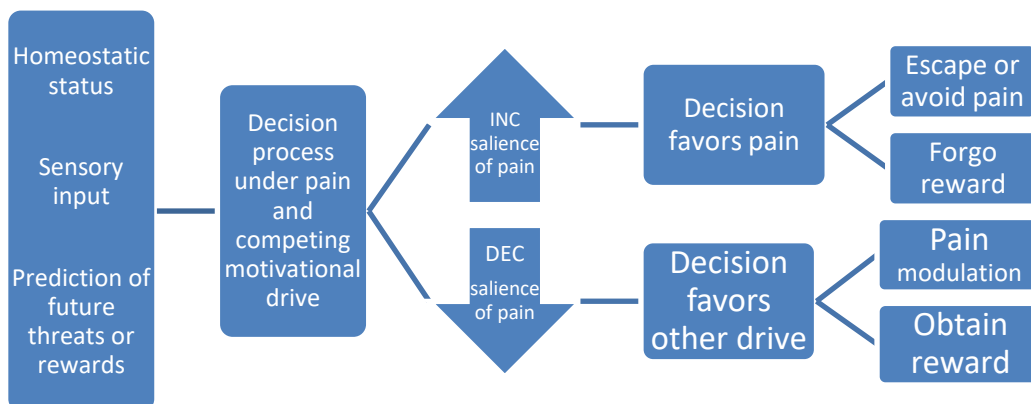 Homeostatic
status
Sensory
input
Prediction of
future
threats or
rewards
Decision
process
under pain
and
competing
motivational
drive
INC
salience
of pain
DEC
salience
of pain
Decision
favors pain
Decision
favors
other drive
Escape or
avoid pain
Forgo
reward
Pain
modulation
Obtain
reward